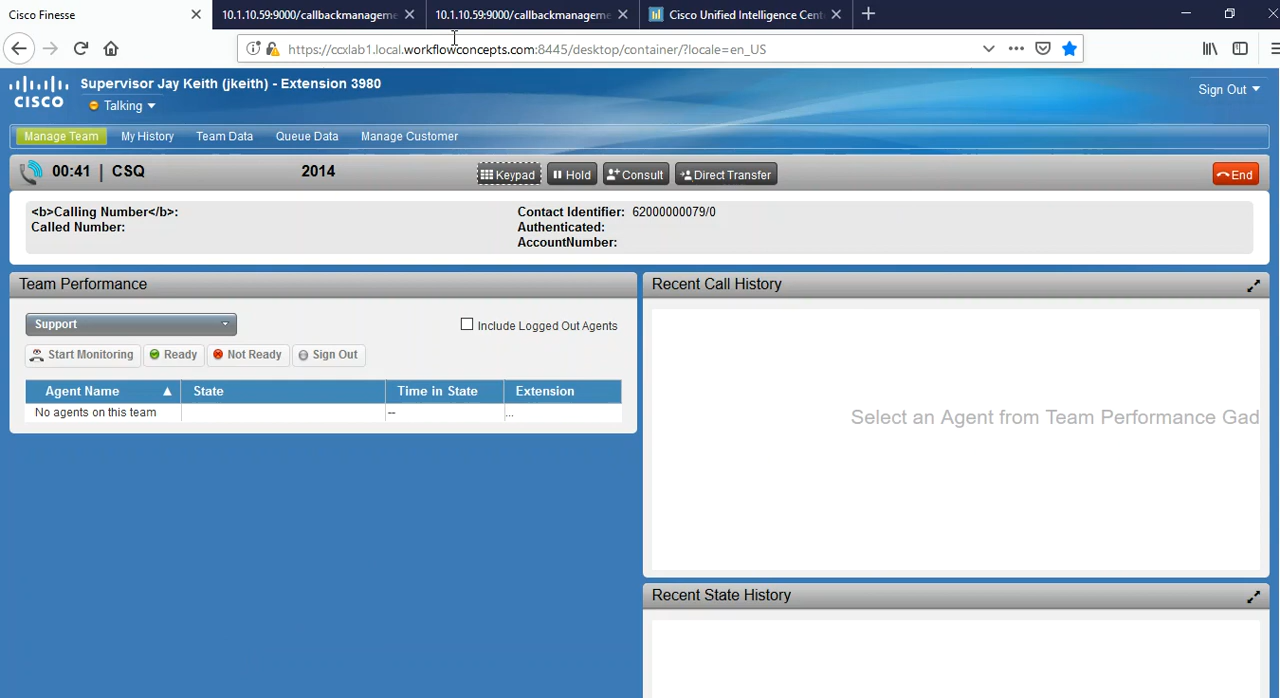 Cisco Finesse
10.1.10.59:9000/callbackmanageme
10.1.10.59:9000/callbackmanageme
Cisco Unified Intelligence Cent
https://ccxlab1.local.workflowconcepts.com:8445/desktop/container/?locale=en_US
CISCO
Supervisor Jay Keith (jkeith) - Extension 3980
Talking
Sign Out
Manage Team
My History
Team Data
Queue Data
Manage Customer
00:41 | CSQ
2014
Keypad
Hold
Consult
Direct Transfer
End
<b>Calling Number</b>:
Called Number:
Contact Identifier: 62000000079/0
Authenticated:
AccountNumber:
Team Performance
Support
Include Logged Out Agents
Start Monitoring
Ready
Not Ready
Sign Out
Agent Name State Time in State Extension
No agents on this team -- ...
Recent Call History
Select an Agent from Team Performance Gad
Recent State History